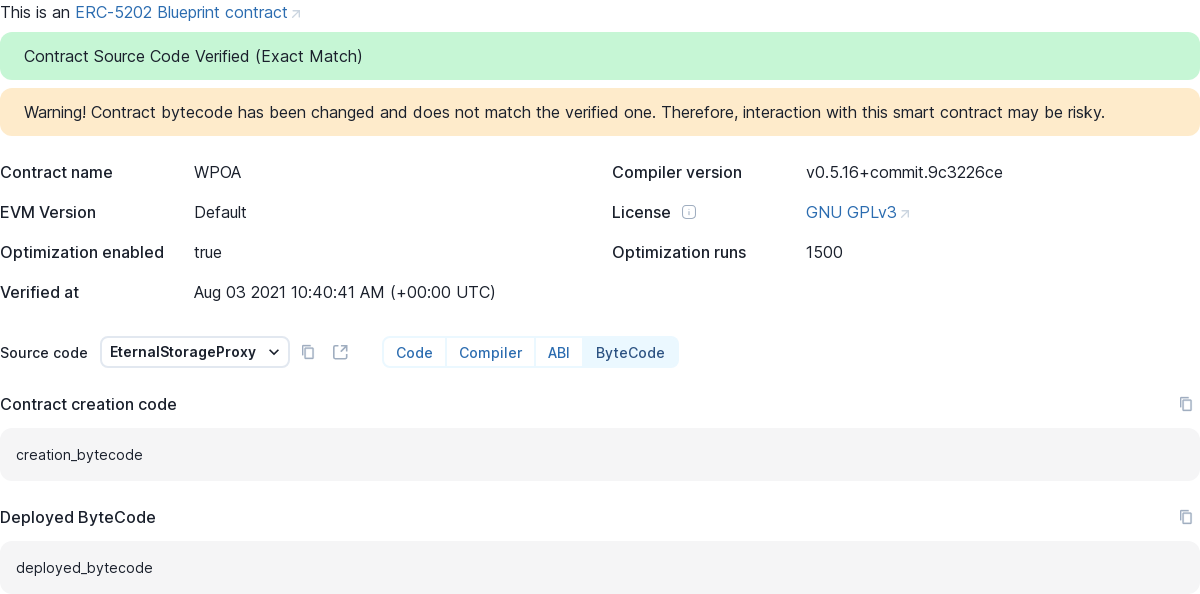 This is an ERC-5202 Blueprint contract
Contract Source Code Verified (Exact Match)
Warning! Contract bytecode has been changed and does not match the verified one. Therefore, interaction with this smart contract may be risky.
Contract name WPOA Compiler version v0.5.16+commit.9c3226ce
EVM Version Default License GNU GPLv3
Optimization enabled true Optimization runs 1500
Verified at Aug 03 2021 10:40:41 AM (+00:00 UTC)
Source code EternalStorageProxy Code Compiler ABI ByteCode
Contract creation code
creation_bytecode
Deployed ByteCode
deployed_bytecode